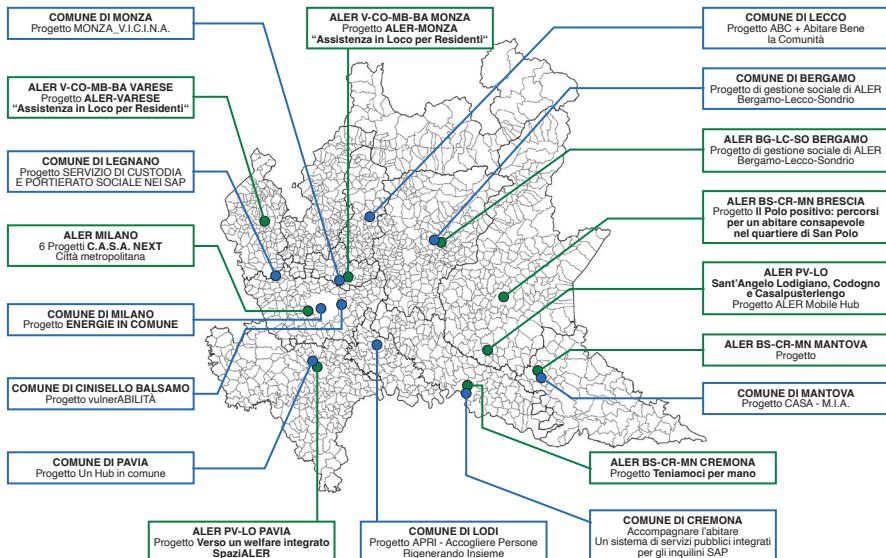 COMUNE DI MONZA
Progetto MONZA_V.I.C.I.N.A.
ALER V-CO-MB-BA VARESE
Progetto ALER-VARESE
“Assistenza in Loco per Residenti“
COMUNE DI LEGNANO
Progetto SERVIZIO DI CUSTODIA
E PORTIERATO SOCIALE NEI SAP
ALER MILANO
6 Progetti C.A.S.A. NEXT
Città metropolitana
COMUNE DI MILANO
Progetto ENERGIE IN COMUNE
COMUNE DI CINISELLO BALSAMO
Progetto vulnerABILITÀ
COMUNE DI PAVIA
Progetto Un Hub in comune
ALER V-CO-MB-BA MONZA
Progetto ALER-MONZA
“Assistenza in Loco per Residenti“
COMUNE DI LECCO
Progetto ABC + Abitare Bene
la Comunità
COMUNE DI BERGAMO
Progetto di gestione sociale di ALER
Bergamo-Lecco-Sondrio
ALER BG-LC-SO BERGAMO
Progetto di gestione sociale di ALER
Bergamo-Lecco-Sondrio
ALER BS-CR-MN BRESCIA
Progetto Il Polo positivo: percorsi
per un abitare consapevole
nel quartiere di San Polo
ALER PV-LO
Sant’Angelo Lodigiano, Codogno
e Casalpusterlengo
Progetto ALER Mobile Hub
ALER BS-CR-MN MANTOVA
Progetto
COMUNE DI MANTOVA
Progetto CASA - M.I.A.
ALER BS-CR-MN CREMONA
Progetto Teniamoci per mano
ALER PV-LO PAVIA
Progetto Verso un welfare integrato
SpaziALER
COMUNE DI LODI
Progetto APRI - Accogliere Persone
Rigenerando Insieme
COMUNE DI CREMONA
Accompagnare l’abitare
Un sistema di servizi pubblici integrati
per gli inquilini SAP